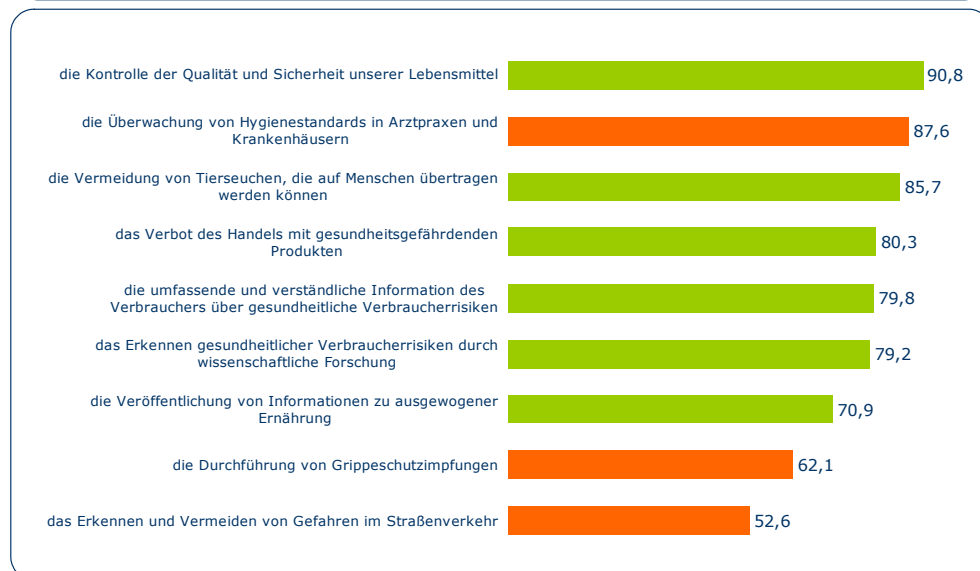 die Kontrolle der Qualität und Sicherheit unserer Lebensmittel
90,8
die Überwachung von Hygienestandards in Arztpraxen und
Krankenhäusern
87,6
die Vermeidung von Tierseuchen, die auf Menschen übertragen
werden können
85,7
das Verbot des Handels mit gesundheitsgefährdenden
Produkten
80,3
die umfassende und verständliche Information des
Verbrauchers über gesundheitliche Verbraucherrisiken
79,8
das Erkennen gesundheitlicher Verbraucherrisiken durch
wissenschaftliche Forschung
79,2
die Veröffentlichung von Informationen zu ausgewogener
Ernährung
70,9
die Durchführung von Grippeschutzimpfungen
62,1
das Erkennen und Vermeiden von Gefahren im Straßenverkehr
52,6